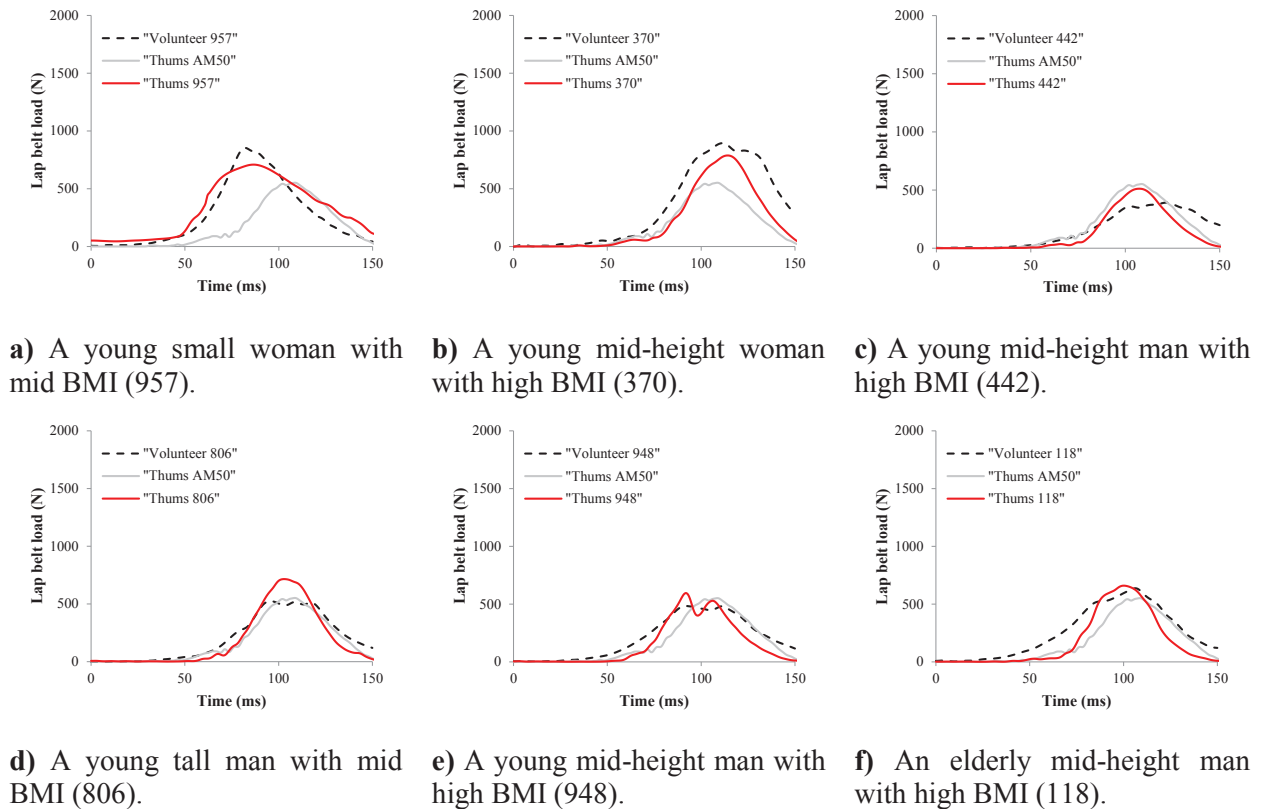 2000
1500
1000
500
0
Lap belt load (N)
"Volunteer 957"
"Thums AM50"
"Thums 957"
0 50 100 150
Time (ms)
2000
1500
1000
500
0
Lap belt load (N)
"Volunteer 370"
"Thums AM50"
"Thums 370"
0 50 100 150
Time (ms)
2000
1500
1000
500
0
Lap belt load (N)
"Volunteer 442"
"Thums AM50"
"Thums 442"
0 50 100 150
Time (ms)
a) A young small woman with
mid BMI (957).
b) A young mid-height woman
with high BMI (370).
c) A young mid-height man with
high BMI (442).
2000
1500
1000
500
0
Lap belt load (N)
"Volunteer 806"
"Thums AM50"
"Thums 806"
0 50 100 150
Time (ms)
2000
1500
1000
500
0
Lap belt load (N)
"Volunteer 948"
"Thums AM50"
"Thums 948"
0 50 100 150
Time (ms)
2000
1500
1000
500
0
Lap belt load (N)
"Volunteer 118"
"Thums AM50"
"Thums 118"
0 50 100 150
Time (ms)
d) A young tall man with mid
BMI (806).
e) A young mid-height man with
high BMI (948).
f) An elderly mid-height man
with high BMI (118).